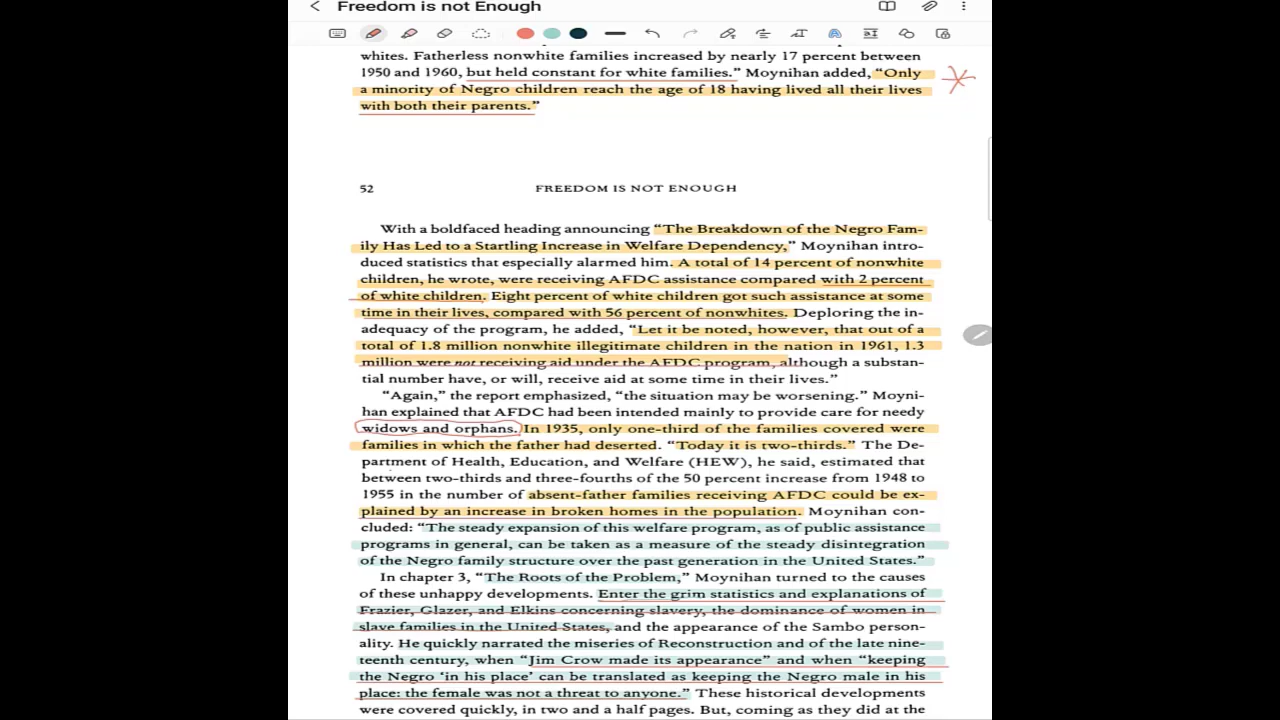 Freedom is not Enough
whites. Fatherless nonwhite families increased by nearly 17 percent between
1950 and 1960, but held constant for white families.” Moynihan added, “Only
a minority of Negro children reach the age of 18 having lived all their lives
with both their parents.”
52 FREEDOM IS NOT ENOUGH
With a boldfaced heading announcing “The Breakdown of the Negro Fam-
ily Has Led to a Startling Increase in Welfare Dependency,” Moynihan intro-
duced statistics that especially alarmed him. A total of 14 percent of nonwhite
children, he wrote, were receiving AFDC assistance compared with 2 percent
of white children. Eight percent of white children got such assistance at some
time in their lives, compared with 56 percent of nonwhites. Deploring the in-
adequacy of the program, he added, “Let it be noted, however, that out of a
total of 1.8 million nonwhite illegitimate children in the nation in 1961, 1.3
million were not receiving aid under the AFDC program, although a substan-
tial number have, or will, receive aid at some time in their lives.”
“Again,” the report emphasized, “the situation may be worsening.” Moyni-
han explained that AFDC had been intended mainly to provide care for needy
widows and orphans. In 1935, only one-third of the families covered were
families in which the father had deserted. “Today it is two-thirds.” The De-
partment of Health, Education, and Welfare (HEW), he said, estimated that
between two-thirds and three-fourths of the 50 percent increase from 1948 to
1955 in the number of absent-father families receiving AFDC could be ex-
plained by an increase in broken homes in the population. Moynihan con-
cluded: “The steady expansion of this welfare program, as of public assistance
programs in general, can be taken as a measure of the steady disintegration
of the Negro family structure over the past generation in the United States.”
In chapter 3, “The Roots of the Problem,” Moynihan turned to the causes
of these unhappy developments. Enter the grim statistics and explanations of
Frazier, Glazer, and Elkins concerning slavery, the dominance of women in
slave families in the United States, and the appearance of the Sambo person-
ality. He quickly narrated the miseries of Reconstruction and of the late nine-
teenth century, when “Jim Crow made its appearance” and when “keeping
the Negro ‘in his place’ can be translated as keeping the Negro male in his
place: the female was not a threat to anyone.” These historical developments
were covered quickly, in two and a half pages. But, coming as they did at the